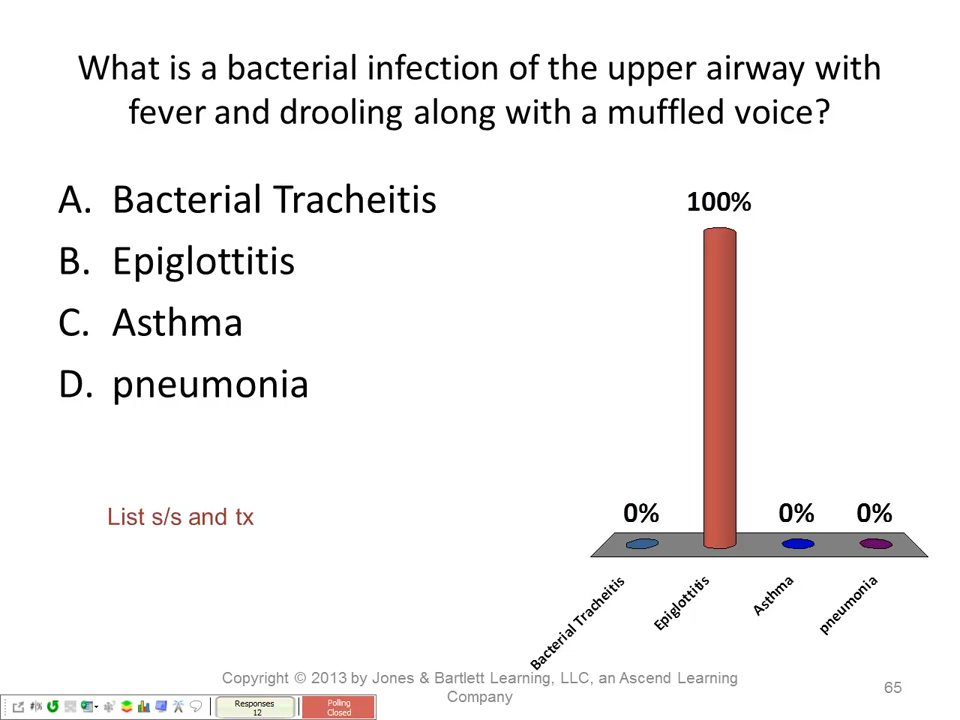 What is a bacterial infection of the upper airway with
fever and drooling along with a muffled voice?
A. Bacterial Tracheitis
B. Epiglottitis
C. Asthma
D. pneumonia
List s/s and tx
100%
0%
0%
0%
Bacterial Tracheitis
Epiglottitis
Asthma
pneumonia
Copyright © 2013 by Jones & Bartlett Learning, LLC, an Ascend Learning
Company
65
Responses
12
Polling
Closed